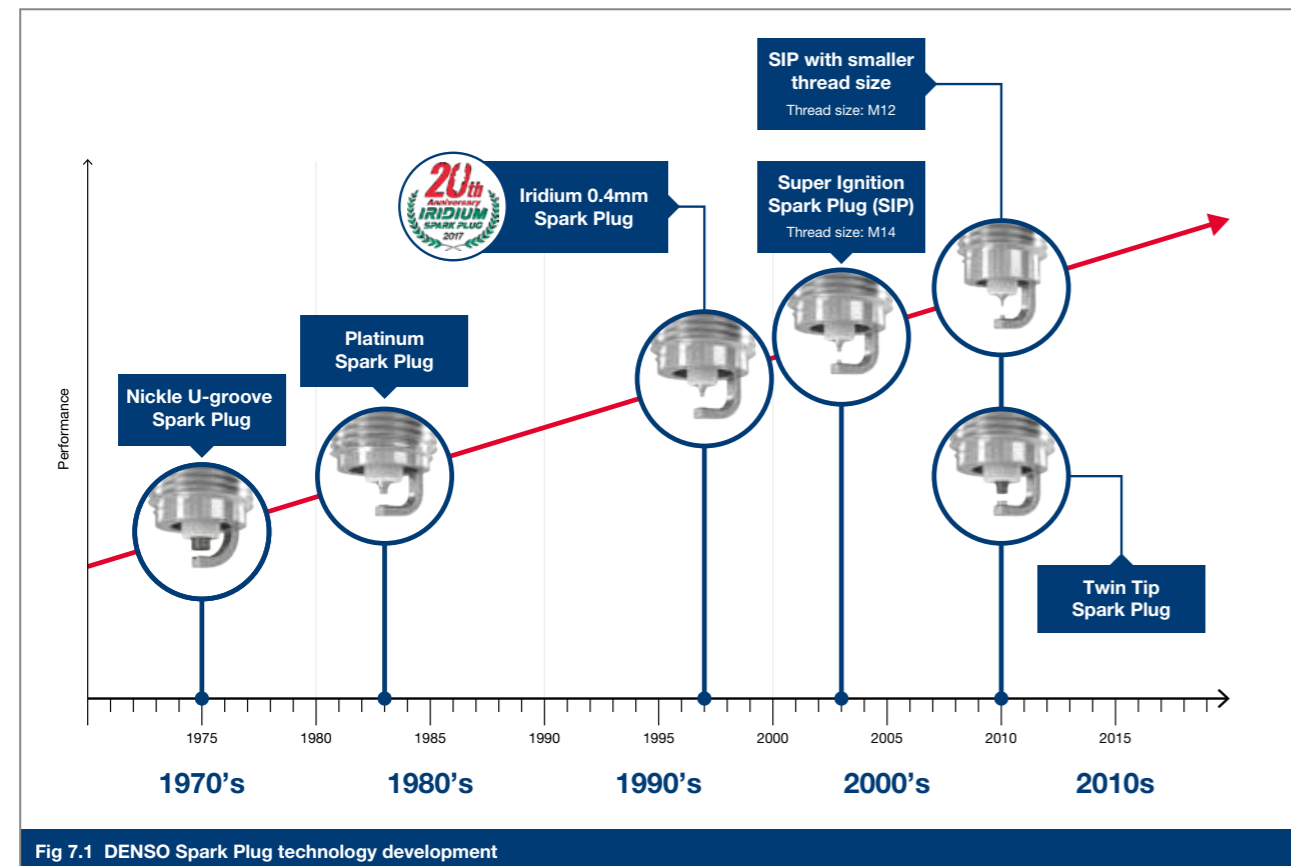 SIP with smaller
thread size
Thread size: M12
20th
Anniversary
IRIDIUM
SPARK PLUG
2017
Iridium 0.4mm
Spark Plug
Super Ignition
Spark Plug (SIP)
Thread size: M14
Platinum
Spark Plug
Nickle U-groove
Spark Plug
Performance
Twin Tip
Spark Plug
1975 1980 1985 1990 1995 2000 2005 2010 2015
1970’s 1980’s 1990’s 2000’s 2010s
Fig 7.1 DENSO Spark Plug technology development